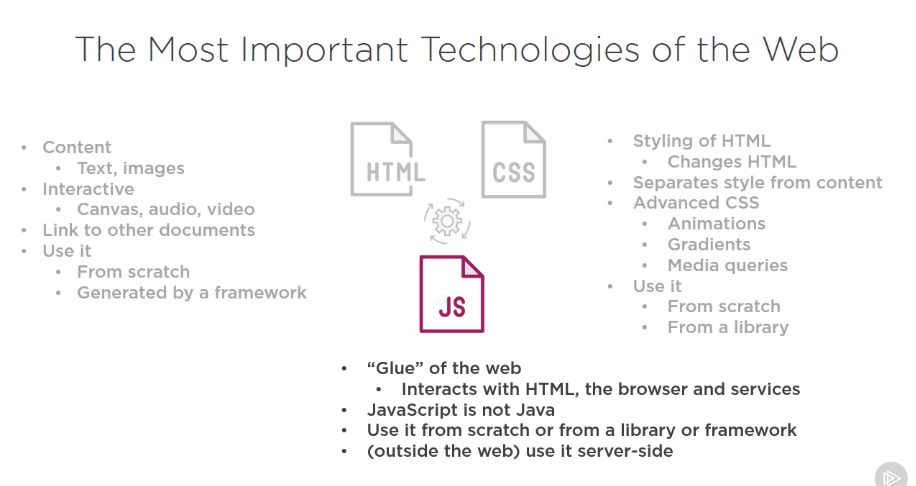 The Most Important Technologies of the Web
• Content
• Text, images
• Interactive
• Canvas, audio, video
• Link to other documents
• Use it
• From scratch
• Generated by a framework
HTML
CSS
JS
• Styling of HTML
• Changes HTML
• Separates style from content
• Advanced CSS
• Animations
• Gradients
• Media queries
• Use it
• From scratch
• From a library
• “Glue” of the web
• Interacts with HTML, the browser and services
• JavaScript is not Java
• Use it from scratch or from a library or framework
• (outside the web) use it server-side